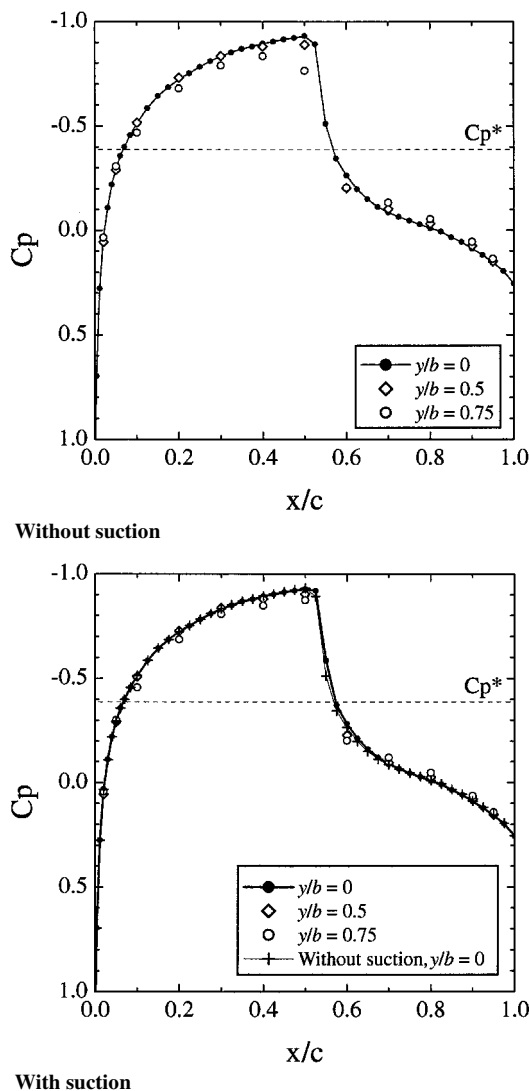 -1.0
-0.5
Cp*
0.0
Cp
0.5
y/b = 0
y/b = 0.5
y/b = 0.75
1.0
0.0 0.2 0.4 0.6 0.8 1.0
x/c
Without suction
-1.0
-0.5
Cp*
0.0
Cp
0.5
y/b = 0
y/b = 0.5
y/b = 0.75
Without suction, y/b = 0
1.0
0.0 0.2 0.4 0.6 0.8 1.0
x/c
With suction